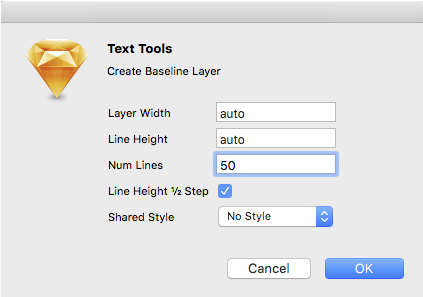 Text Tools
Create Baseline Layer
Layer Width auto
Line Height auto
Num Lines 50
Line Height ½ Step
Shared Style No Style
Cancel OK